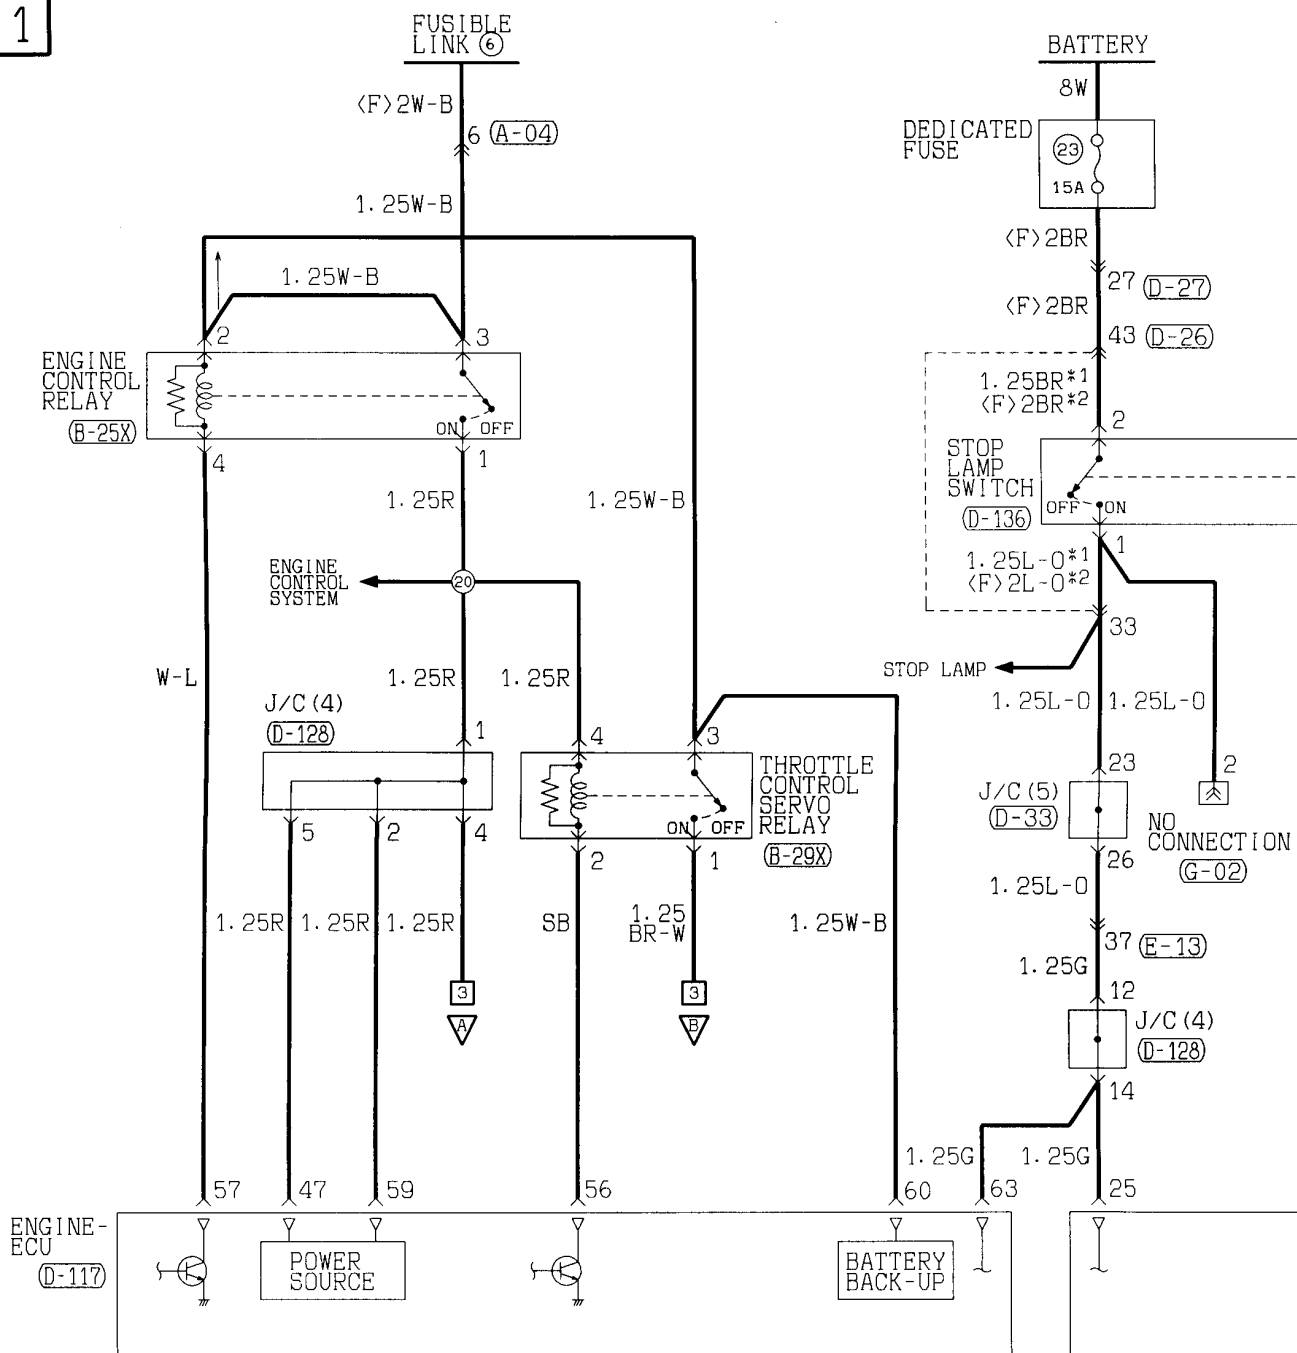 1
FUSIBLE
LINK 6
<F>2W-B
6 A-04
1.25W-B
1.25W-B
2
3
ENGINE
CONTROL
RELAY
B-25X
ON OFF
4
1
1.25R
1.25W-B
ENGINE
CONTROL
SYSTEM
20
W-L
1.25R
1.25R
J/C(4)
D-128
1
4
3
THROTTLE
CONTROL
SERVO
RELAY
B-29X
ON OFF
5
2
4
2
1
1.25R
1.25R
1.25R
SB
1.25
BR-W
1.25W-B
3
A
3
B
BATTERY
8W
DEDICATED
FUSE
23
15A
<F>2BR
27 D-27
<F>2BR
43 D-26
1.25BR*1
<F>2BR*2
2
STOP
LAMP
SWITCH
D-136
OFF ON
1
1.25L-O*1
<F>2L-O*2
33
STOP LAMP
1.25L-O
1.25L-O
23
2
J/C(5)
D-33
NO
CONNECTION
G-02
26
1.25L-O
37 E-13
1.25G
12
J/C(4)
D-128
14
1.25G
1.25G
57
47
59
56
60
63
25
ENGINE-
ECU
D-117
POWER
SOURCE
BATTERY
BACK-UP